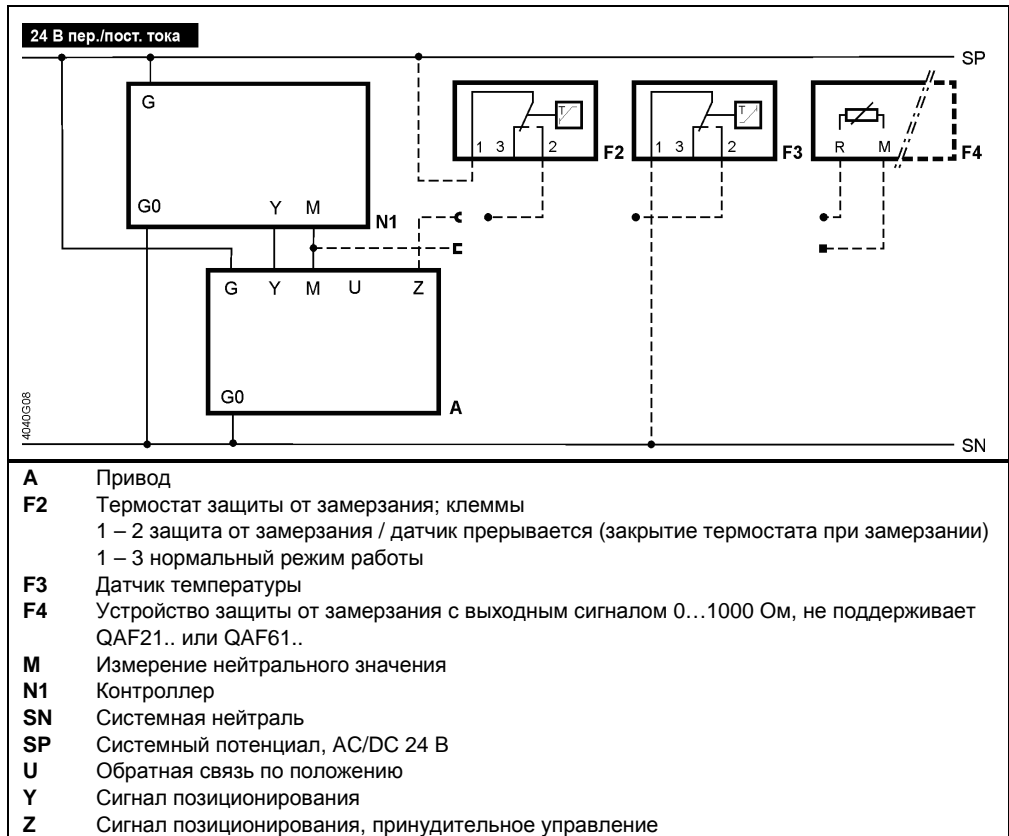 24 В пер./пост. тока
SP
G
G0 Y M
N1
1 3 2
F2
1 3 2
F3
R M
F4
G Y M U Z
G0
A
4040G08
SN
A Привод
F2 Термостат защиты от замерзания; клеммы
1 – 2 защита от замерзания / датчик прерывается (закрытие термостата при замерзании)
1 – 3 нормальный режим работы
F3 Датчик температуры
F4 Устройство защиты от замерзания с выходным сигналом 0…1000 Ом, не поддерживает
QAF21.. или QAF61..
M Измерение нейтрального значения
N1 Контроллер
SN Системная нейтраль
SP Системный потенциал, AC/DC 24 В
U Обратная связь по положению
Y Сигнал позиционирования
Z Сигнал позиционирования, принудительное управление